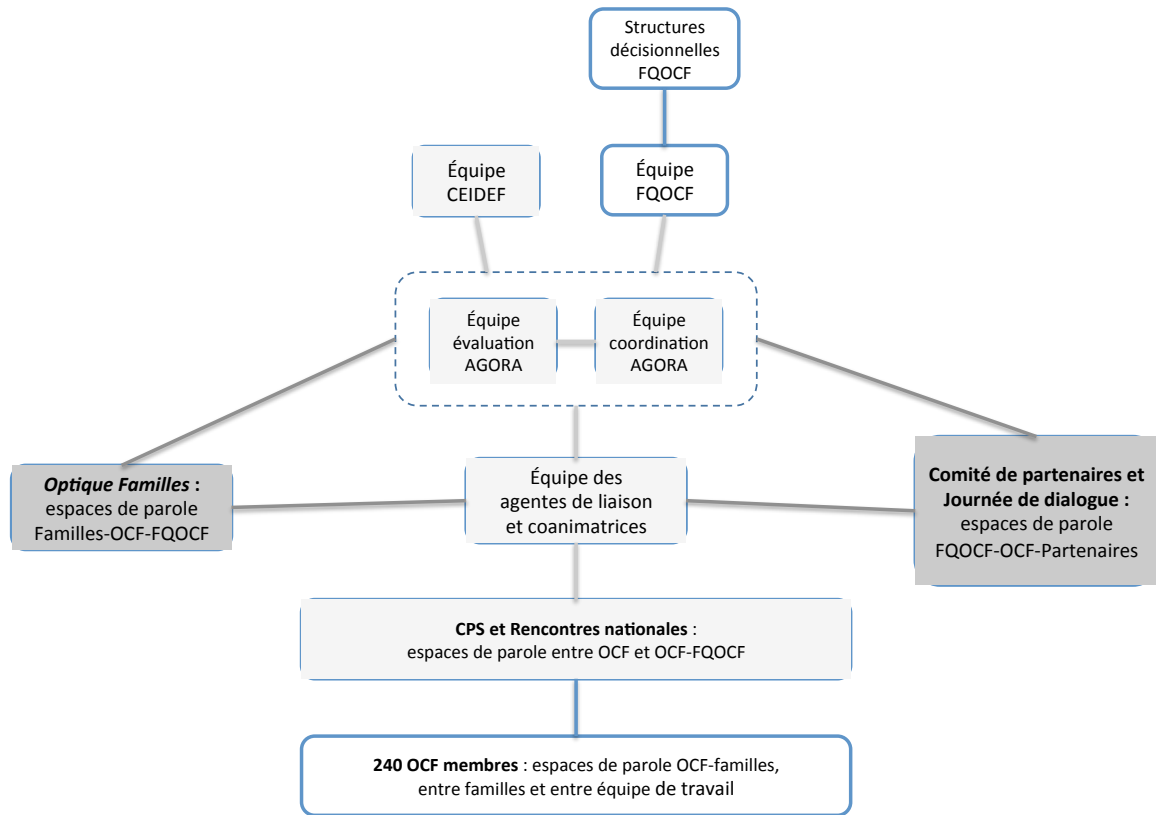 Structures
décisionnelles
FQOCF
Équipe
CEIDEF
Équipe
FQOCF
Équipe
évaluation
AGORA
Équipe
coordination
AGORA
Optique Familles :
espaces de parole
Familles-OCF-FQOCF
Équipe des
agentes de liaison
et coanimatrices
Comité de partenaires et
Journée de dialogue :
espaces de parole
FQOCF-OCF-Partenaires
CPS et Rencontres nationales :
espaces de parole entre OCF et OCF-FQOCF
240 OCF membres : espaces de parole OCF-familles,
entre familles et entre équipe de travail